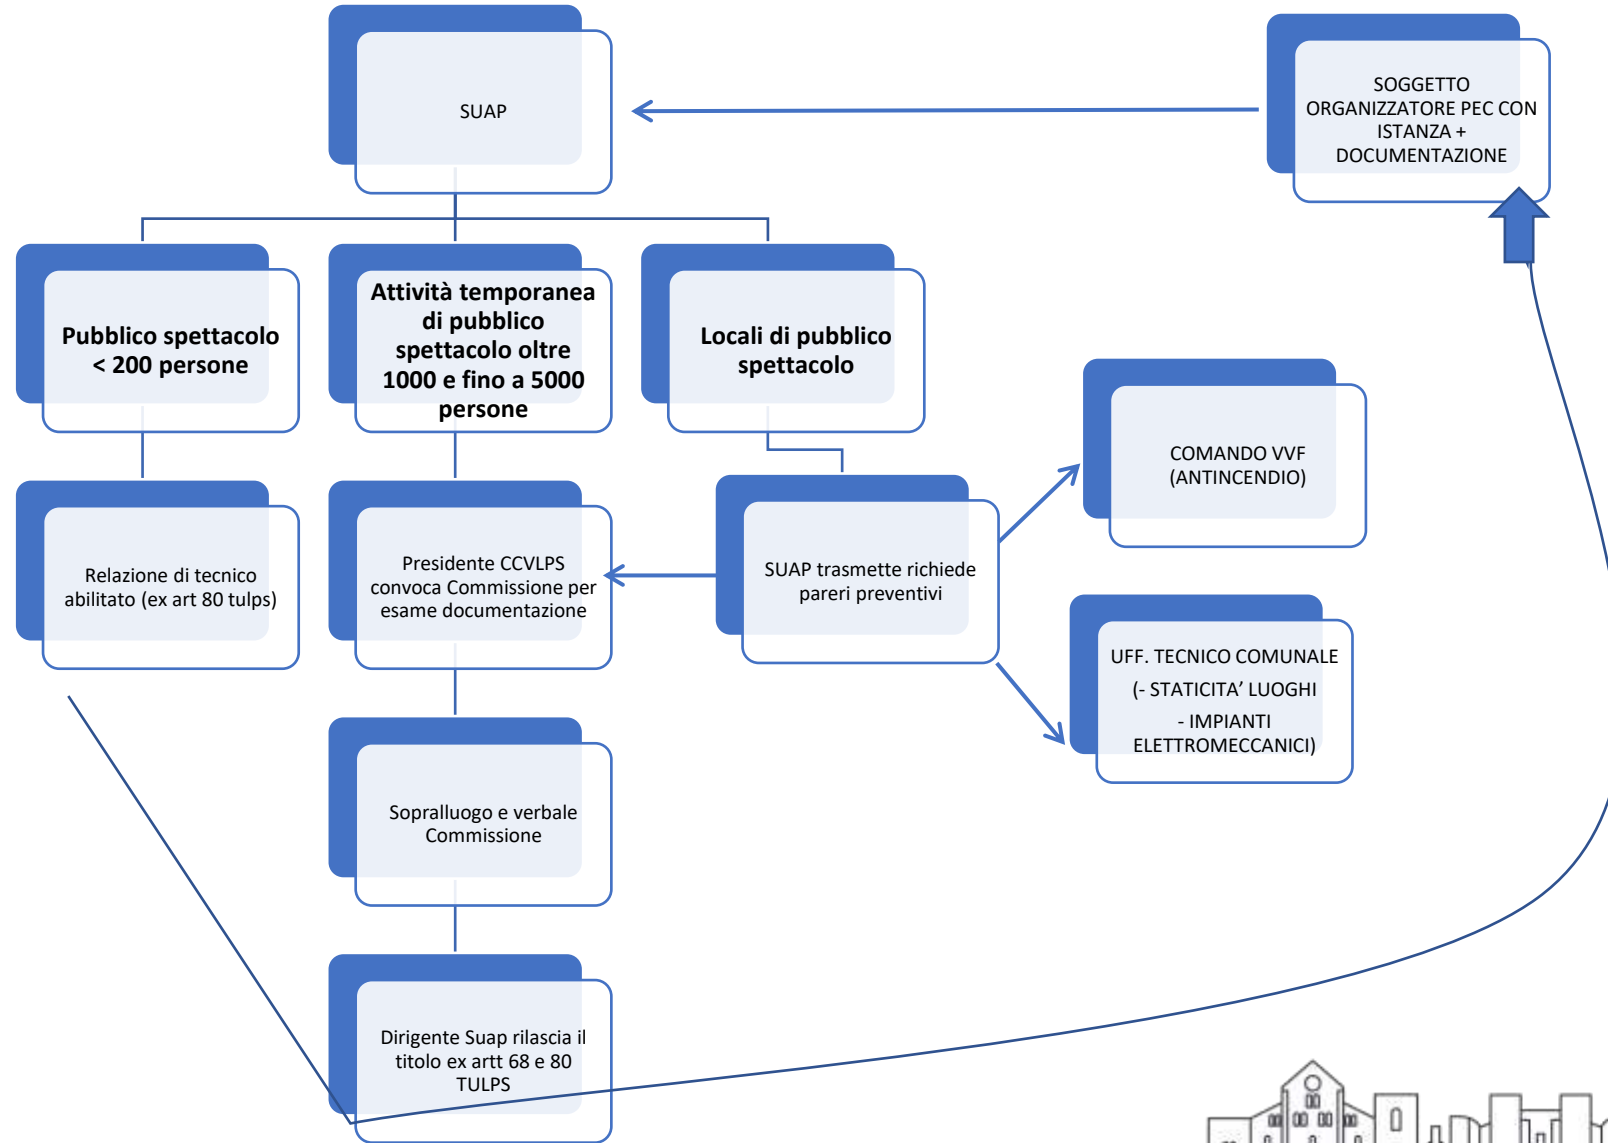 SUAP
SOGGETTO
ORGANIZZATORE PEC CON
ISTANZA +
DOCUMENTAZIONE
Pubblico spettacolo
< 200 persone
Attività temporanea
di pubblico
spettacolo oltre
1000 e fino a 5000
persone
Locali di pubblico
spettacolo
COMANDO VVF
(ANTINCENDIO)
Relazione di tecnico
abilitato (ex art 80 tulps)
Presidente CCVLPS
convoca Commissione per
esame documentazione
SUAP trasmette richiede
pareri preventivi
UFF. TECNICO COMUNALE
(- STATICITA’ LUOGHI
- IMPIANTI
ELETTROMECCANICI)
Sopralluogo e verbale
Commissione
Dirigente Suap rilascia il
titolo ex artt 68 e 80
TULPS